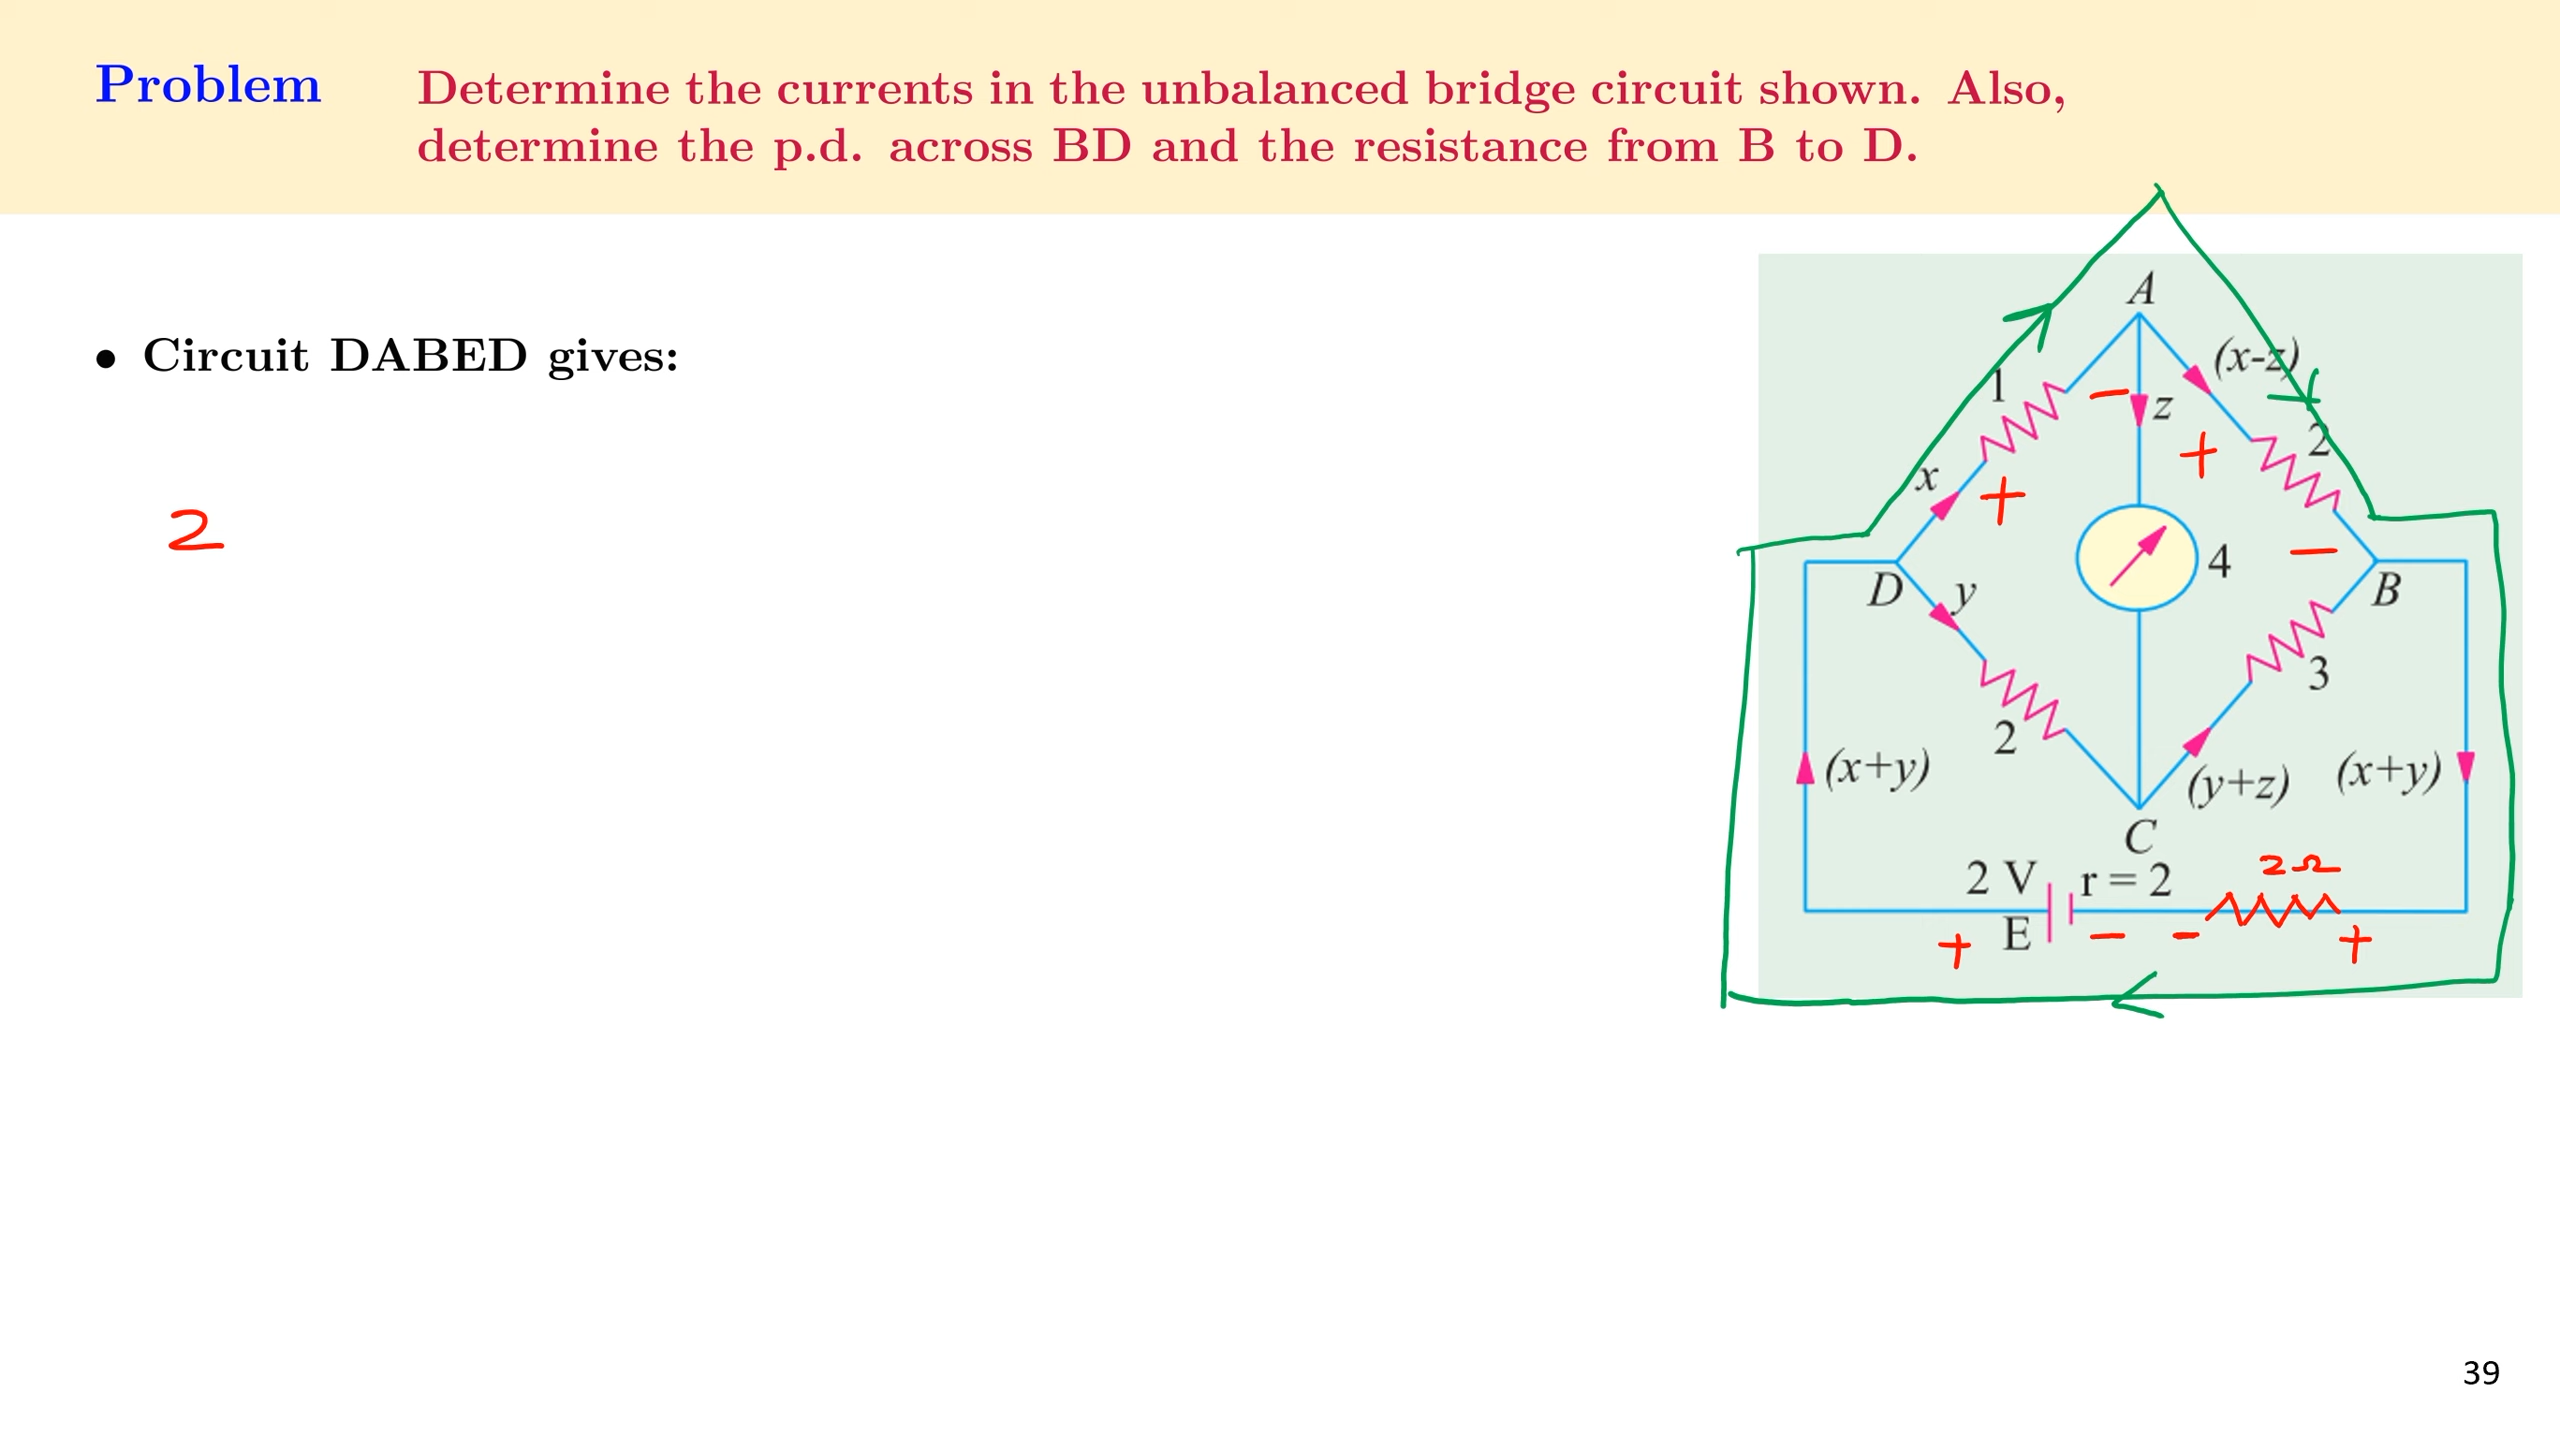 Problem
Determine the currents in the unbalanced bridge circuit shown. Also,
determine the p.d. across BD and the resistance from B to D.
• Circuit DABED gives:
2
A
(x-z)
1
−
z
2
+
x
+
4
−
D
y
B
3
2
(x+y)
(y+z)
(x+y)
C
2Ω
2 V
r = 2
+
E
−
−
+
39